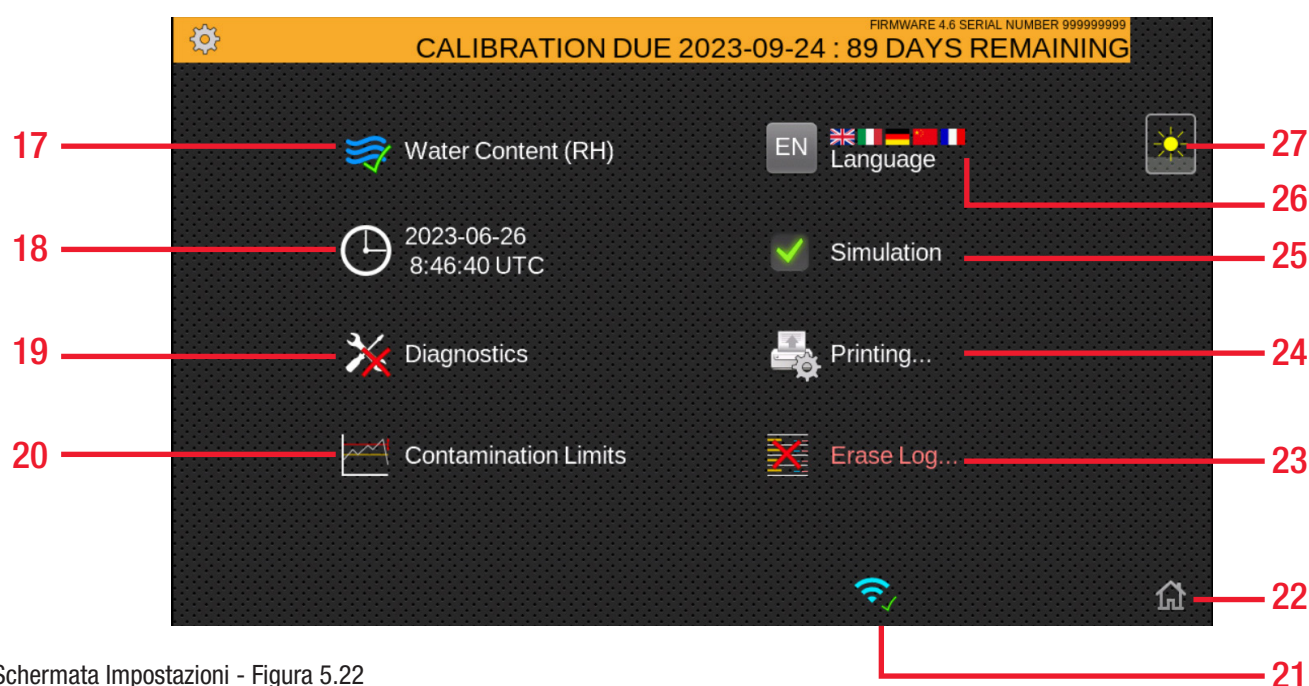 FIRMWARE 4.6 SERIAL NUMBER 999999999
CALIBRATION DUE 2023-09-24 : 89 DAYS REMAINING
17
Water Content (RH)
EN
Language
27
26
18
2023-06-26
8:46:40 UTC
Simulation
25
19
Diagnostics
Printing...
24
20
Contamination Limits
Erase Log...
23
22
21
Schermata Impostazioni - Figura 5.22